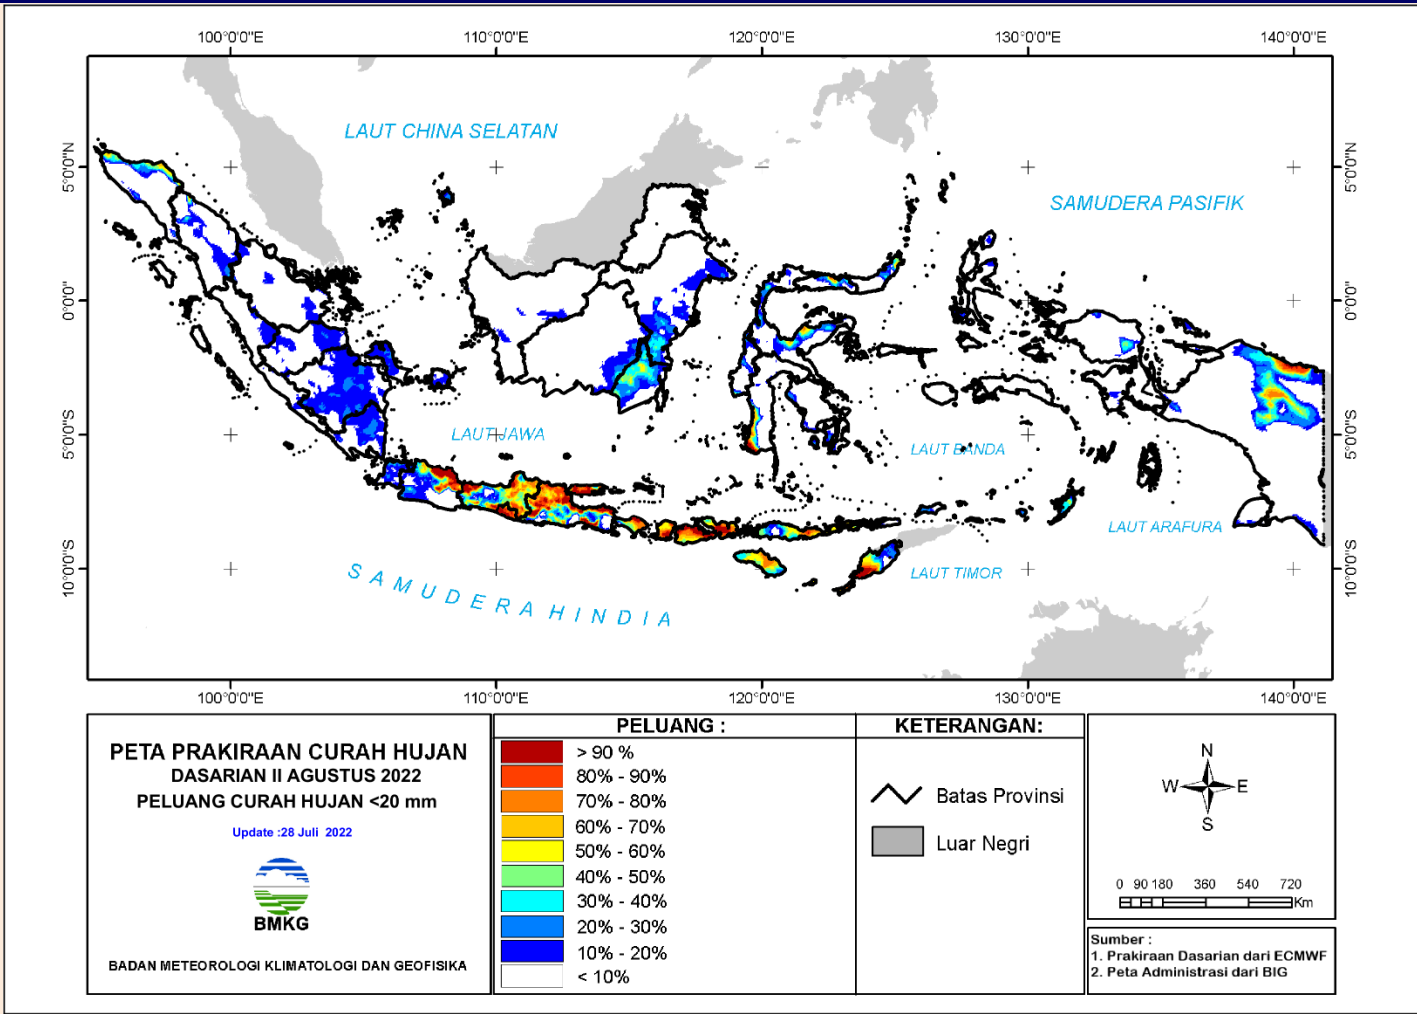 100°0'0"E 110°0'0"E 120°0'0"E 130°0'0"E 140°0'0"E
5°0'0"N 5°0'0"N
0°0'0" 0°0'0"
5°0'0"S 5°0'0"S
10°0'0"S 10°0'0"S
LAUT CHINA SELATAN
SAMUDERA PASIFIK
LAUT JAWA
LAUT BANDA
LAUT ARAFURA
LAUT TIMOR
SAMUDERA HINDIA
100°0'0"E 110°0'0"E 120°0'0"E 130°0'0"E 140°0'0"E
PETA PRAKIRAAN CURAH HUJAN
DASARIAN II AGUSTUS 2022
PELUANG CURAH HUJAN <20 mm
Update :28 Juli 2022
BMKG
BADAN METEOROLOGI KLIMATOLOGI DAN GEOFISIKA
PELUANG :
> 90 %
80% - 90%
70% - 80%
60% - 70%
50% - 60%
40% - 50%
30% - 40%
20% - 30%
10% - 20%
< 10%
KETERANGAN:
Batas Provinsi
Luar Negri
N
W E
S
0 90 180 360 540 720
Km
Sumber :
1. Prakiraan Dasarian dari ECMWF
2. Peta Administrasi dari BIG